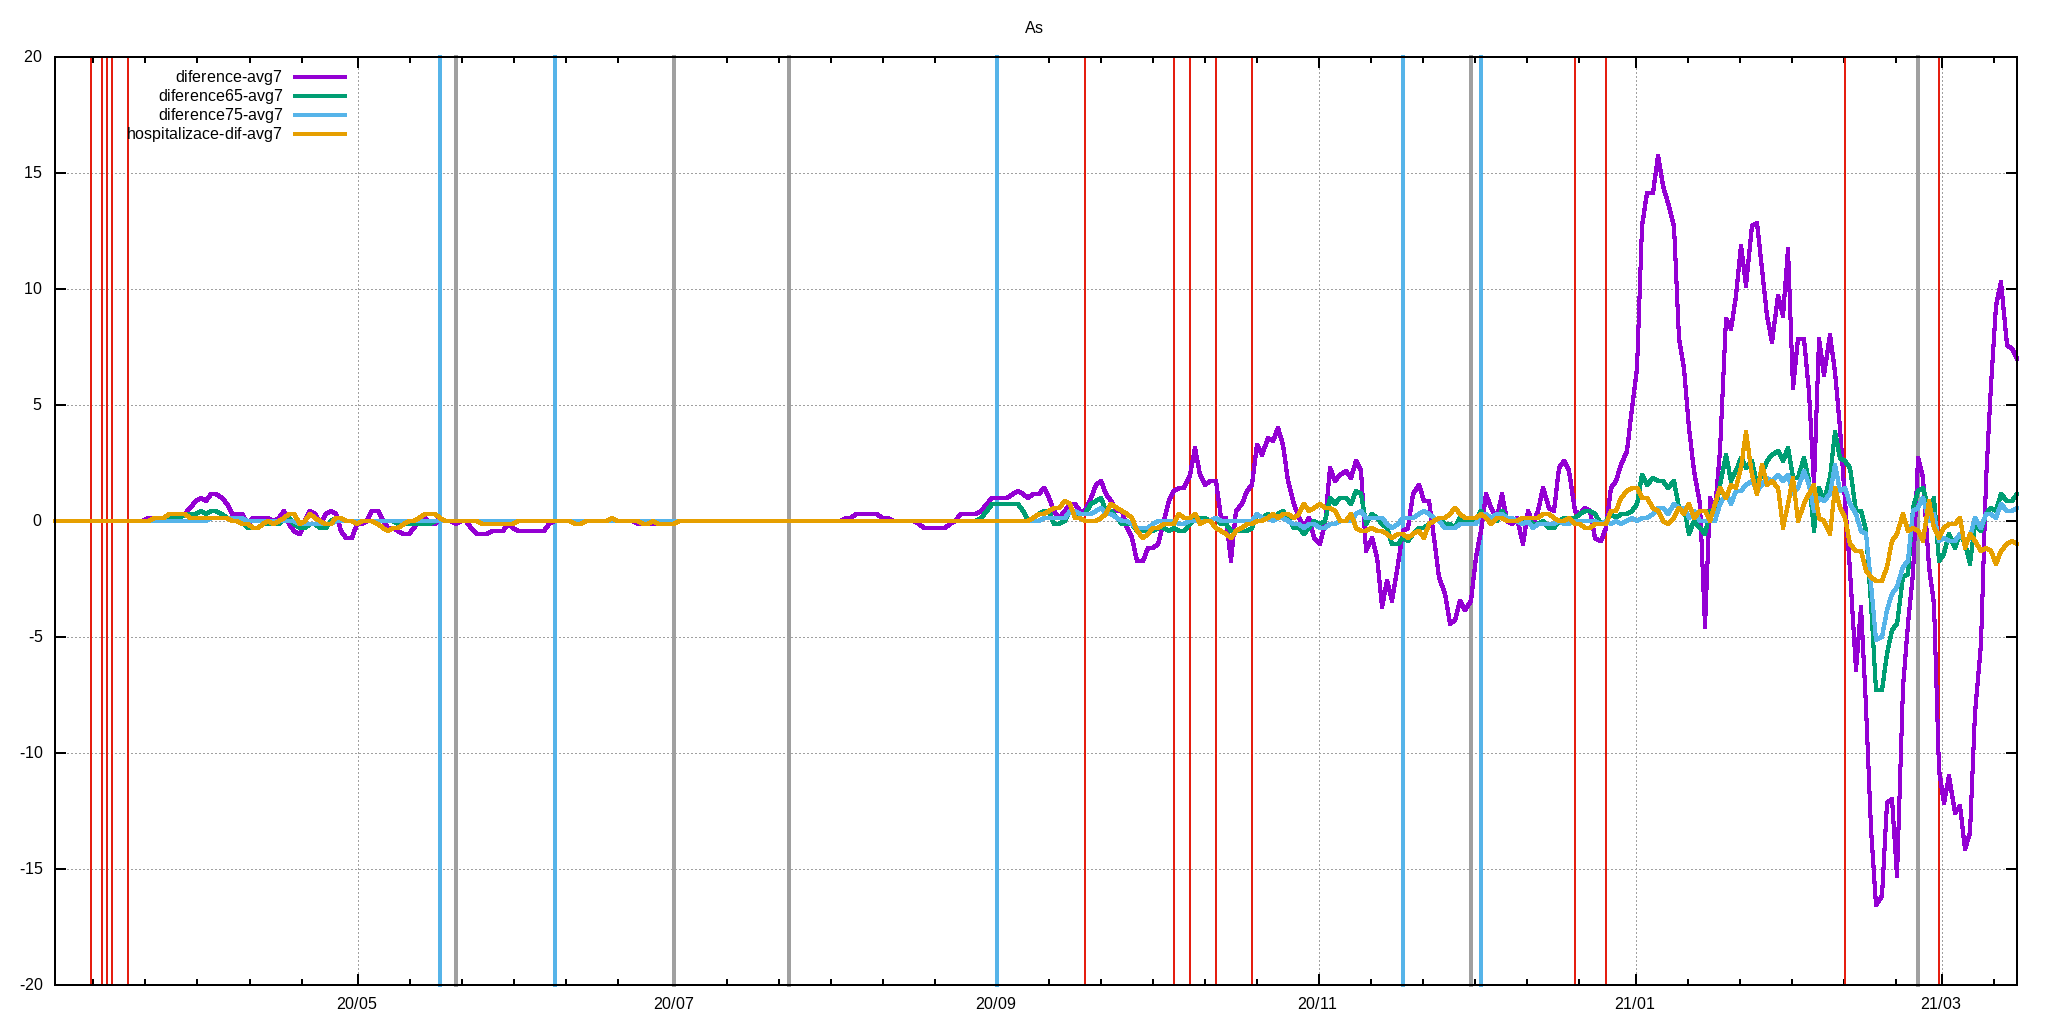 As
20
diference-avg7
diference65-avg7
diference75-avg7
hospitalizace-dif-avg7
15
10
5
0
-5
-10
-15
-20
20/05 20/07 20/09 20/11 21/01 21/03